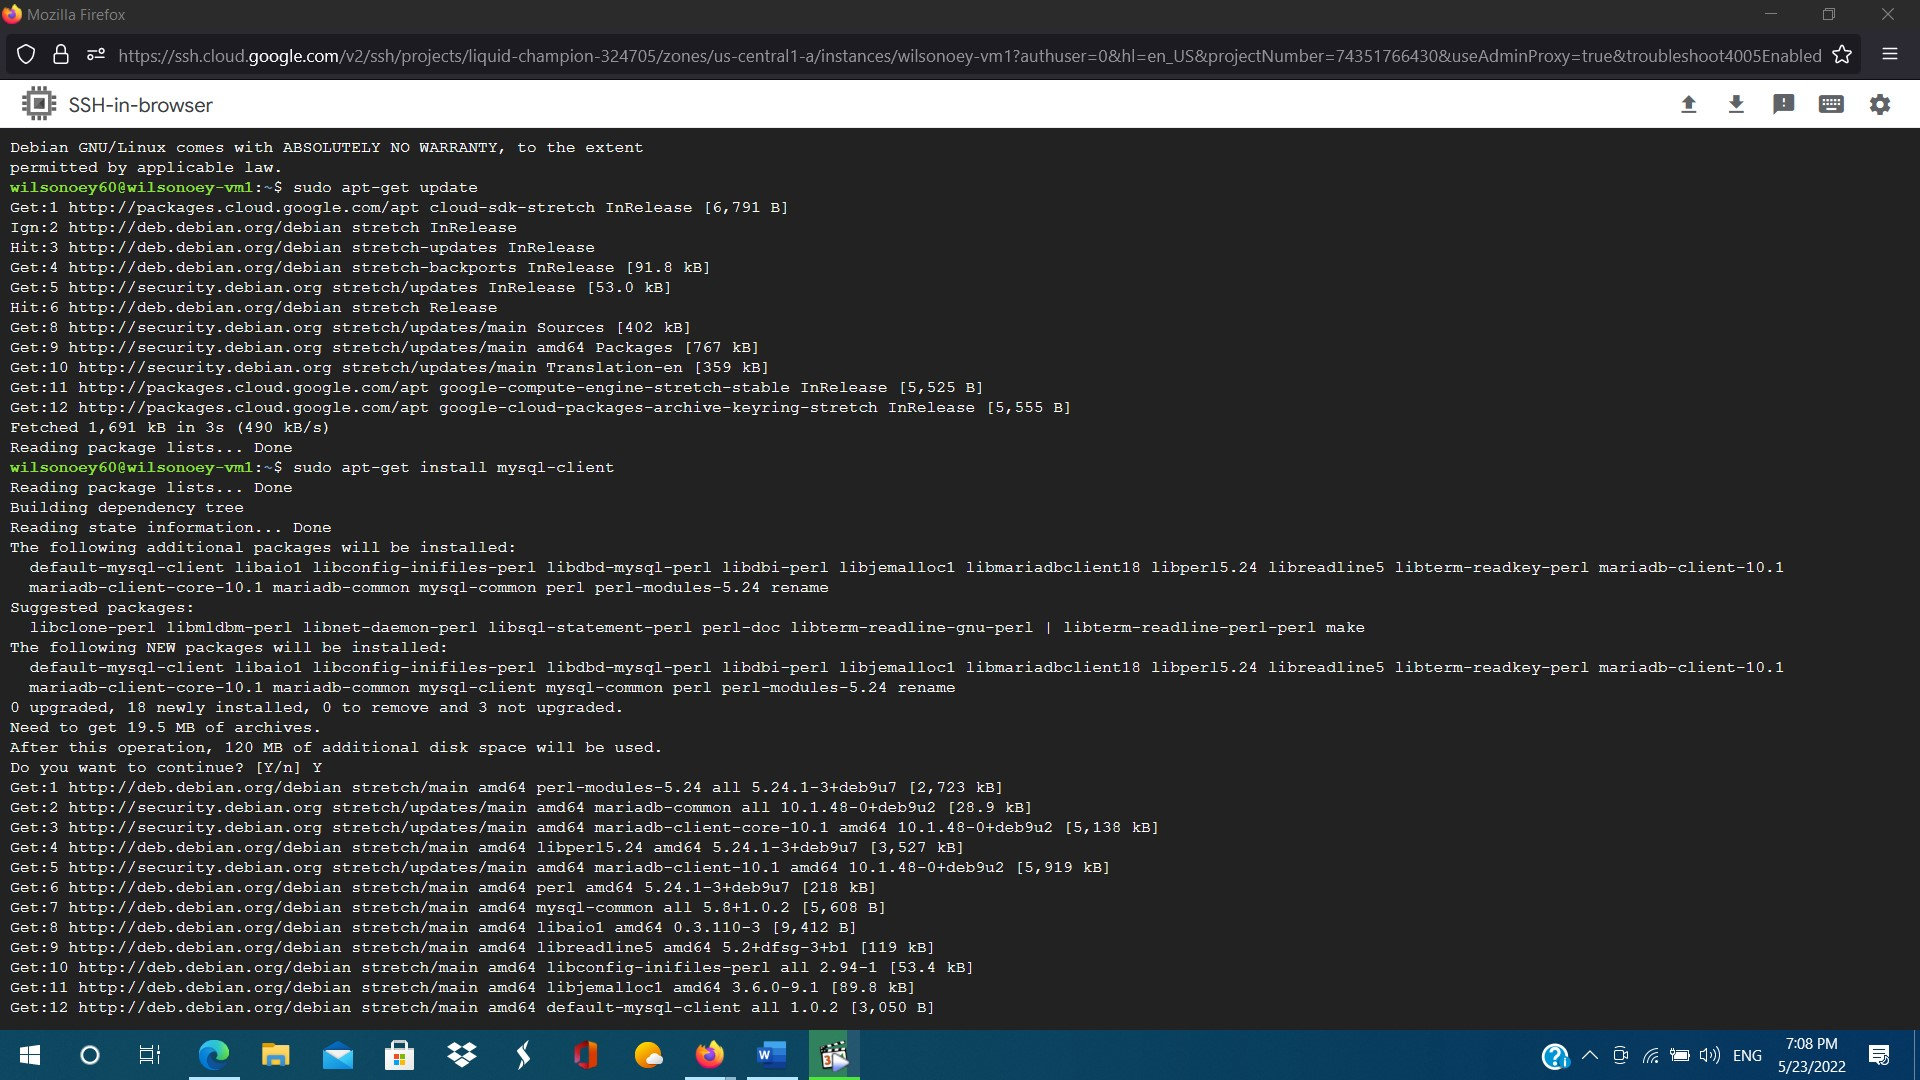 Mozilla Firefox
https://ssh.cloud.google.com/v2/ssh/projects/liquid-champion-324705/zones/us-central1-a/instances/wilsonoey-vm1?authuser=0&hl=en_US&projectNumber=74351766430&useAdminProxy=true&troubleshoot4005Enabled
SSH-in-browser
Debian GNU/Linux comes with ABSOLUTELY NO WARRANTY, to the extent
permitted by applicable law.
wilsonoey60@wilsonoey-vm1:~$ sudo apt-get update
Get:1 http://packages.cloud.google.com/apt cloud-sdk-stretch InRelease [6,791 B]
Ign:2 http://deb.debian.org/debian stretch InRelease
Hit:3 http://deb.debian.org/debian stretch-updates InRelease
Get:4 http://deb.debian.org/debian stretch-backports InRelease [91.8 kB]
Get:5 http://security.debian.org stretch/updates InRelease [53.0 kB]
Hit:6 http://deb.debian.org/debian stretch Release
Get:8 http://security.debian.org stretch/updates/main Sources [402 kB]
Get:9 http://security.debian.org stretch/updates/main amd64 Packages [767 kB]
Get:10 http://security.debian.org stretch/updates/main Translation-en [359 kB]
Get:11 http://packages.cloud.google.com/apt google-compute-engine-stretch-stable InRelease [5,525 B]
Get:12 http://packages.cloud.google.com/apt google-cloud-packages-archive-keyring-stretch InRelease [5,555 B]
Fetched 1,691 kB in 3s (490 kB/s)
Reading package lists... Done
wilsonoey60@wilsonoey-vm1:~$ sudo apt-get install mysql-client
Reading package lists... Done
Building dependency tree
Reading state information... Done
The following additional packages will be installed:
default-mysql-client libaio1 libconfig-inifiles-perl libdbd-mysql-perl libdbi-perl libjemalloc1 libmariadbclient18 libperl5.24 libreadline5 libterm-readkey-perl mariadb-client-10.1
mariadb-client-core-10.1 mariadb-common mysql-common perl perl-modules-5.24 rename
Suggested packages:
libclone-perl libmldbm-perl libnet-daemon-perl libsql-statement-perl perl-doc libterm-readline-gnu-perl | libterm-readline-perl-perl make
The following NEW packages will be installed:
default-mysql-client libaio1 libconfig-inifiles-perl libdbd-mysql-perl libdbi-perl libjemalloc1 libmariadbclient18 libperl5.24 libreadline5 libterm-readkey-perl mariadb-client-10.1
mariadb-client-core-10.1 mariadb-common mysql-client mysql-common perl perl-modules-5.24 rename
0 upgraded, 18 newly installed, 0 to remove and 3 not upgraded.
Need to get 19.5 MB of archives.
After this operation, 120 MB of additional disk space will be used.
Do you want to continue? [Y/n] Y
Get:1 http://deb.debian.org/debian stretch/main amd64 perl-modules-5.24 all 5.24.1-3+deb9u7 [2,723 kB]
Get:2 http://security.debian.org stretch/updates/main amd64 mariadb-common all 10.1.48-0+deb9u2 [28.9 kB]
Get:3 http://security.debian.org stretch/updates/main amd64 mariadb-client-core-10.1 amd64 10.1.48-0+deb9u2 [5,138 kB]
Get:4 http://deb.debian.org/debian stretch/main amd64 libperl5.24 amd64 5.24.1-3+deb9u7 [3,527 kB]
Get:5 http://security.debian.org stretch/updates/main amd64 mariadb-client-10.1 amd64 10.1.48-0+deb9u2 [5,919 kB]
Get:6 http://deb.debian.org/debian stretch/main amd64 perl amd64 5.24.1-3+deb9u7 [218 kB]
Get:7 http://deb.debian.org/debian stretch/main amd64 mysql-common all 5.8+1.0.2 [5,608 B]
Get:8 http://deb.debian.org/debian stretch/main amd64 libaio1 amd64 0.3.110-3 [9,412 B]
Get:9 http://deb.debian.org/debian stretch/main amd64 libreadline5 amd64 5.2+dfsg-3+b1 [119 kB]
Get:10 http://deb.debian.org/debian stretch/main amd64 libconfig-inifiles-perl all 2.94-1 [53.4 kB]
Get:11 http://deb.debian.org/debian stretch/main amd64 libjemalloc1 amd64 3.6.0-9.1 [89.8 kB]
Get:12 http://deb.debian.org/debian stretch/main amd64 default-mysql-client all 1.0.2 [3,050 B]
ENG
7:08 PM
5/23/2022